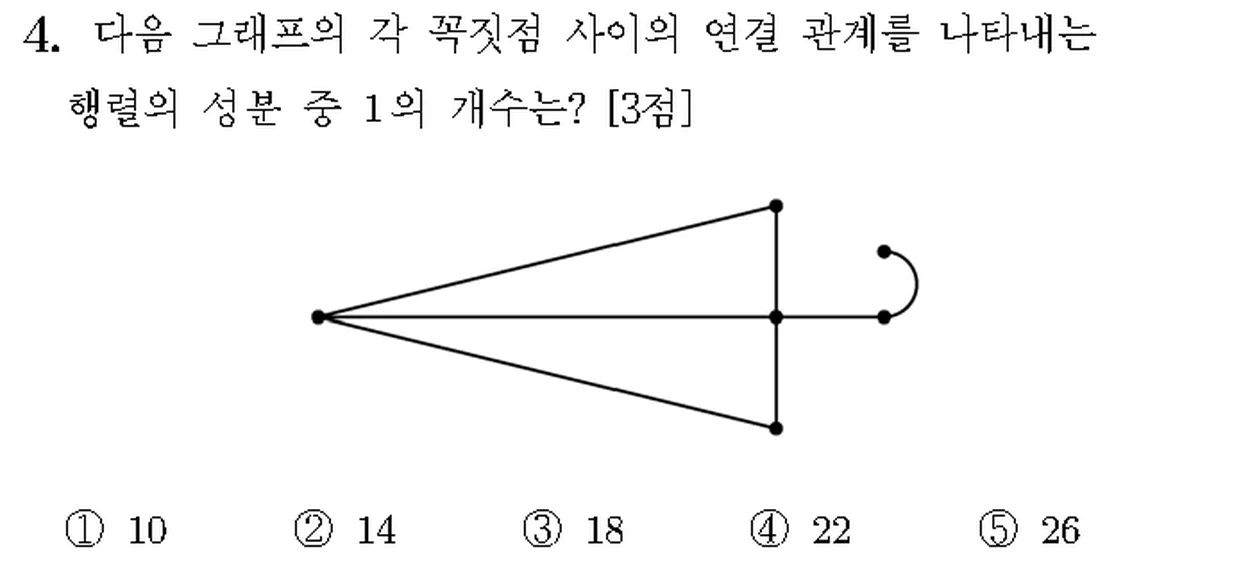 4. 다음 그래프의 각 꼭짓점 사이의 연결 관계를 나타내는
행렬의 성분 중 1의 개수는? [3점]
① 10 ② 14 ③ 18 ④ 22 ⑤ 26